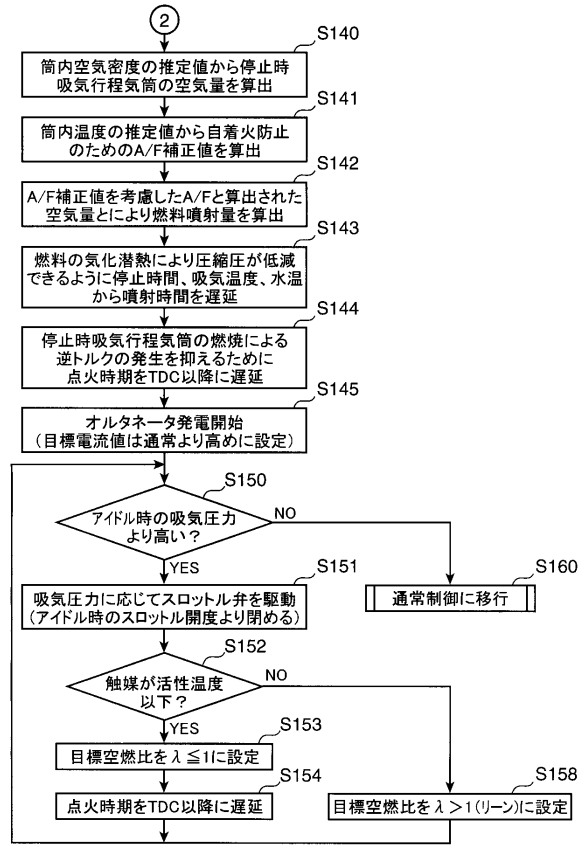 2
S140
筒内空気密度の推定値から停止時
吸気行程気筒の空気量を算出
S141
筒内温度の推定値から自着火防止
のためのA/F補正値を算出
S142
A/F補正値を考慮したA/Fと算出された
空気量とにより燃料噴射量を算出
S143
燃料の気化潜熱により圧縮圧が低減
できるように停止時間、吸気温度、水温
から噴射時間を遅延
S144
停止時吸気行程気筒の燃焼による
逆トルクの発生を抑えるために
点火時期をTDC以降に遅延
S145
オルタネータ発電開始
(目標電流値は通常より高めに設定)
S150
アイドル時の吸気圧力
より高い?
NO
YES
S151
吸気圧力に応じてスロットル弁を駆動
(アイドル時のスロットル開度より閉める)
S160
通常制御に移行
S152
触媒が活性温度
以下?
NO
YES
S153
目標空燃比をλ≦1に設定
S154
点火時期をTDC以降に遅延
S158
目標空燃比をλ>1(リーン)に設定